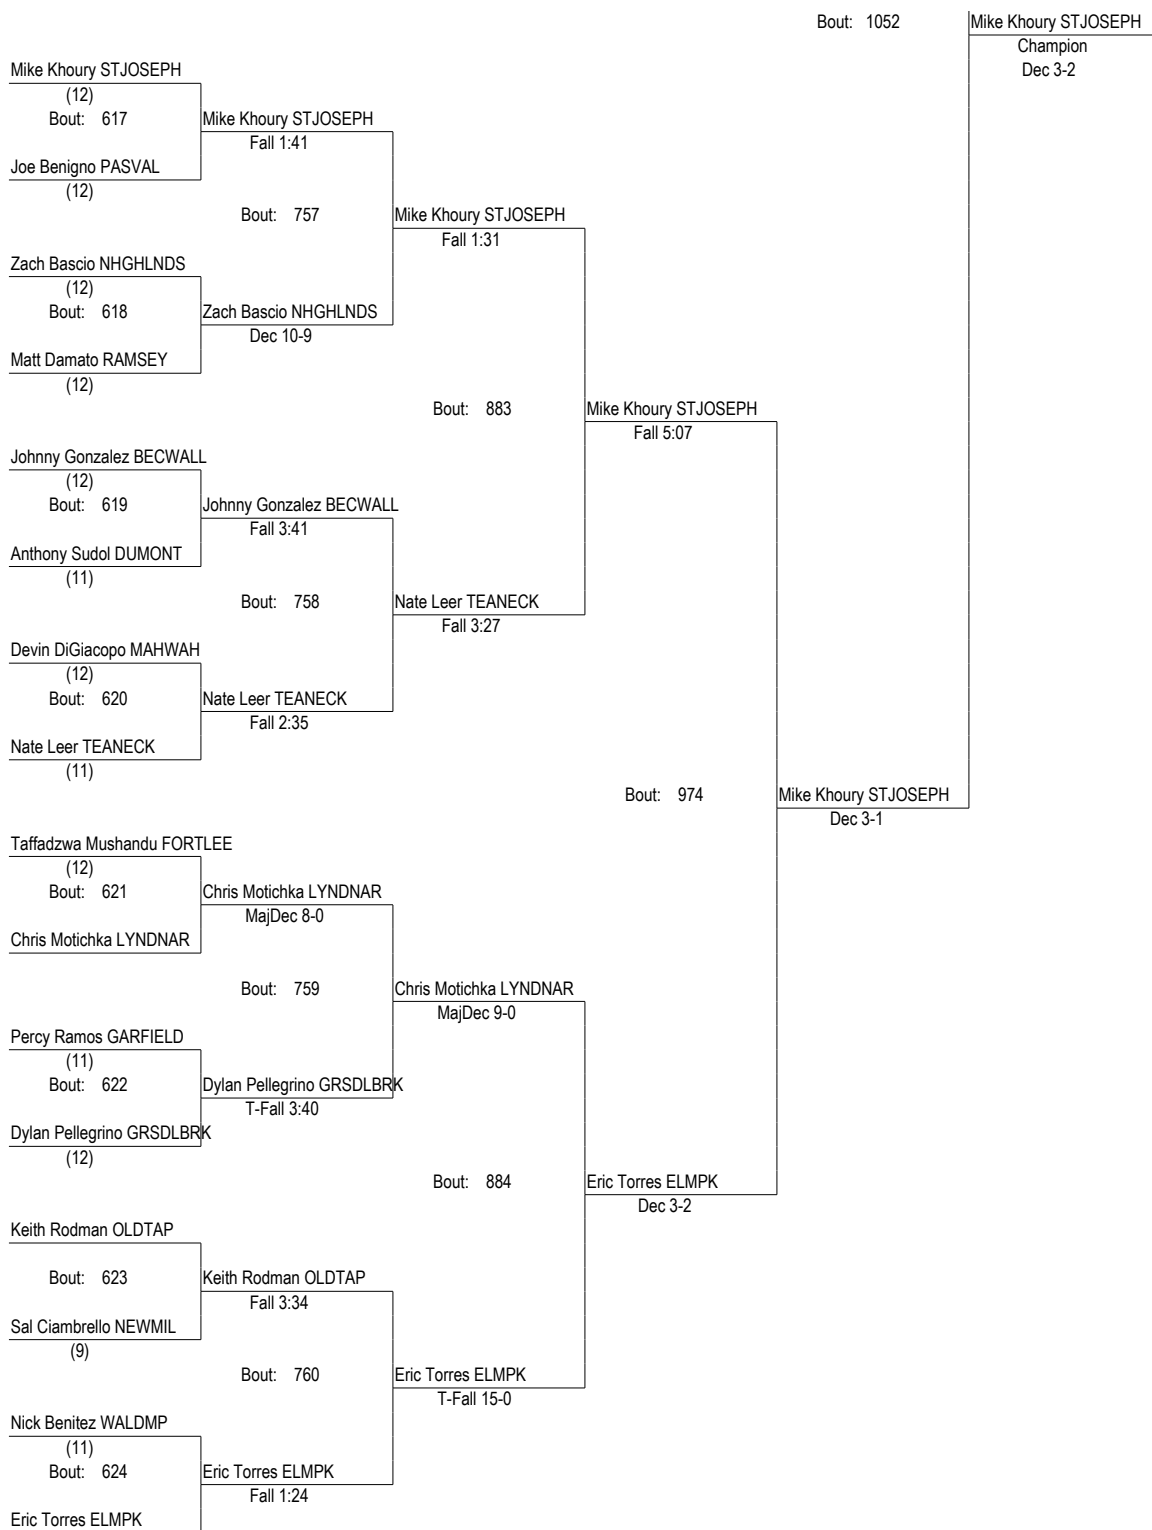 Bout: 1052
Mike Khoury STJOSEPH
Champion
Dec 3-2
Mike Khoury STJOSEPH
(12)
Bout: 617
Mike Khoury STJOSEPH
Fall 1:41
Joe Benigno PASVAL
(12)
Bout: 757
Mike Khoury STJOSEPH
Fall 1:31
Zach Bascio NHGHLNDS
(12)
Bout: 618
Zach Bascio NHGHLNDS
Dec 10-9
Matt Damato RAMSEY
(12)
Bout: 883
Mike Khoury STJOSEPH
Fall 5:07
Johnny Gonzalez BECWALL
(12)
Bout: 619
Johnny Gonzalez BECWALL
Fall 3:41
Anthony Sudol DUMONT
(11)
Bout: 758
Nate Leer TEANECK
Fall 3:27
Devin DiGiacopo MAHWAH
(12)
Bout: 620
Nate Leer TEANECK
Fall 2:35
Nate Leer TEANECK
(11)
Bout: 974
Mike Khoury STJOSEPH
Dec 3-1
Taffadzwa Mushandu FORTLEE
(12)
Bout: 621
Chris Motichka LYNDNAR
MajDec 8-0
Chris Motichka LYNDNAR
Bout: 759
Chris Motichka LYNDNAR
MajDec 9-0
Percy Ramos GARFIELD
(11)
Bout: 622
Dylan Pellegrino GRSDLBRK
T-Fall 3:40
Dylan Pellegrino GRSDLBRK
(12)
Bout: 884
Eric Torres ELMPK
Dec 3-2
Keith Rodman OLDTAP
Bout: 623
Keith Rodman OLDTAP
Fall 3:34
Sal Ciambrello NEWMIL
(9)
Bout: 760
Eric Torres ELMPK
T-Fall 15-0
Nick Benitez WALDMP
(11)
Bout: 624
Eric Torres ELMPK
Fall 1:24
Eric Torres ELMPK